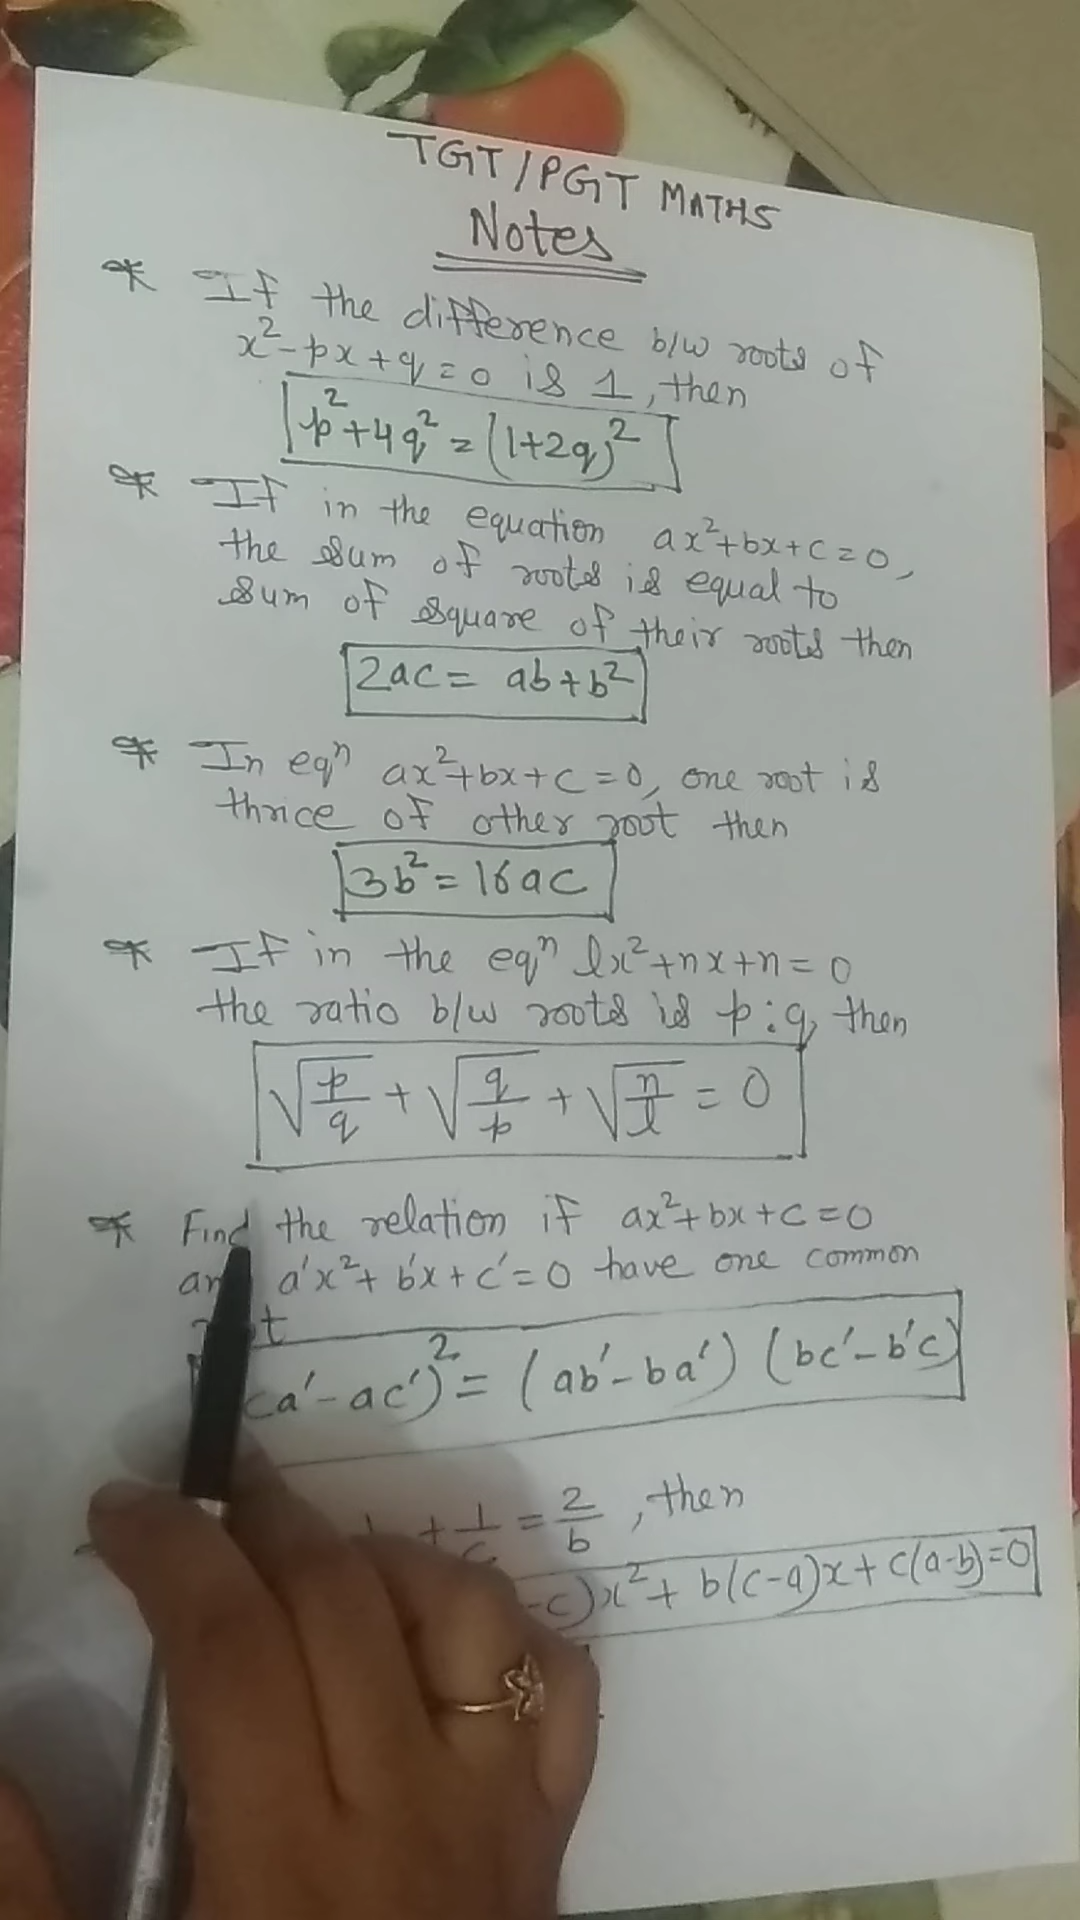 TGT/PGT MATHS
Notes
* If the difference b/w roots of
x²-px+q=0 is 1, then
p²+4q²=(1+2q)²
* If in the equation ax²+bx+c=0,
the sum of roots is equal to
sum of square of their roots then
2ac= ab+b²
* In eqⁿ ax²+bx+c=0, one root is
thrice of other root then
3b²=16ac
* If in the eqⁿ lx²+nx+n=0
the ratio b/w roots is p:q, then
√(p/q) + √(q/p) + √(n/l) = 0
* Find the relation if ax²+bx+c=0
a'x²+b'x+c'=0 have one common
ca'-ac')²= (ab'-ba') (bc'-b'c)
+ 1/c = 2/b, then
-c)x²+ b(c-a)x+c(a-b)=0